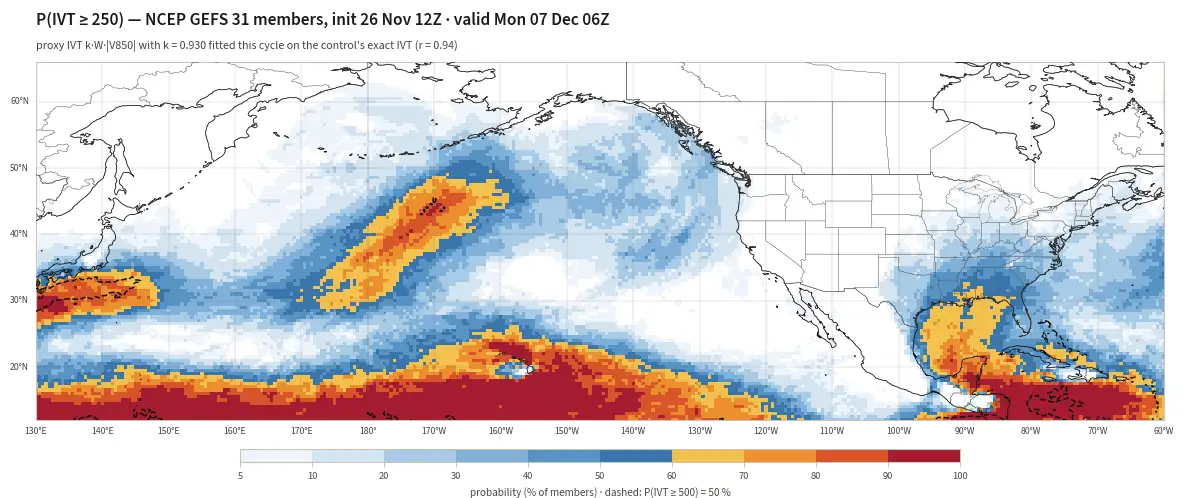 P(IVT ≥ 250) — NCEP GEFS 31 members, init 26 Nov 12Z · valid Mon 07 Dec 06Z
proxy IVT k·W·|V850| with k = 0.930 fitted this cycle on the control's exact IVT (r = 0.94)
60°N
50°N
40°N
30°N
20°N
130°E 140°E 150°E 160°E 170°E 180°E 170°W 160°W 150°W 140°W 130°W 120°W 110°W 100°W 90°W 80°W 70°W 60°W
5 10 20 30 40 50 60 70 80 90 100
probability (% of members) · dashed: P(IVT ≥ 500) = 50 %